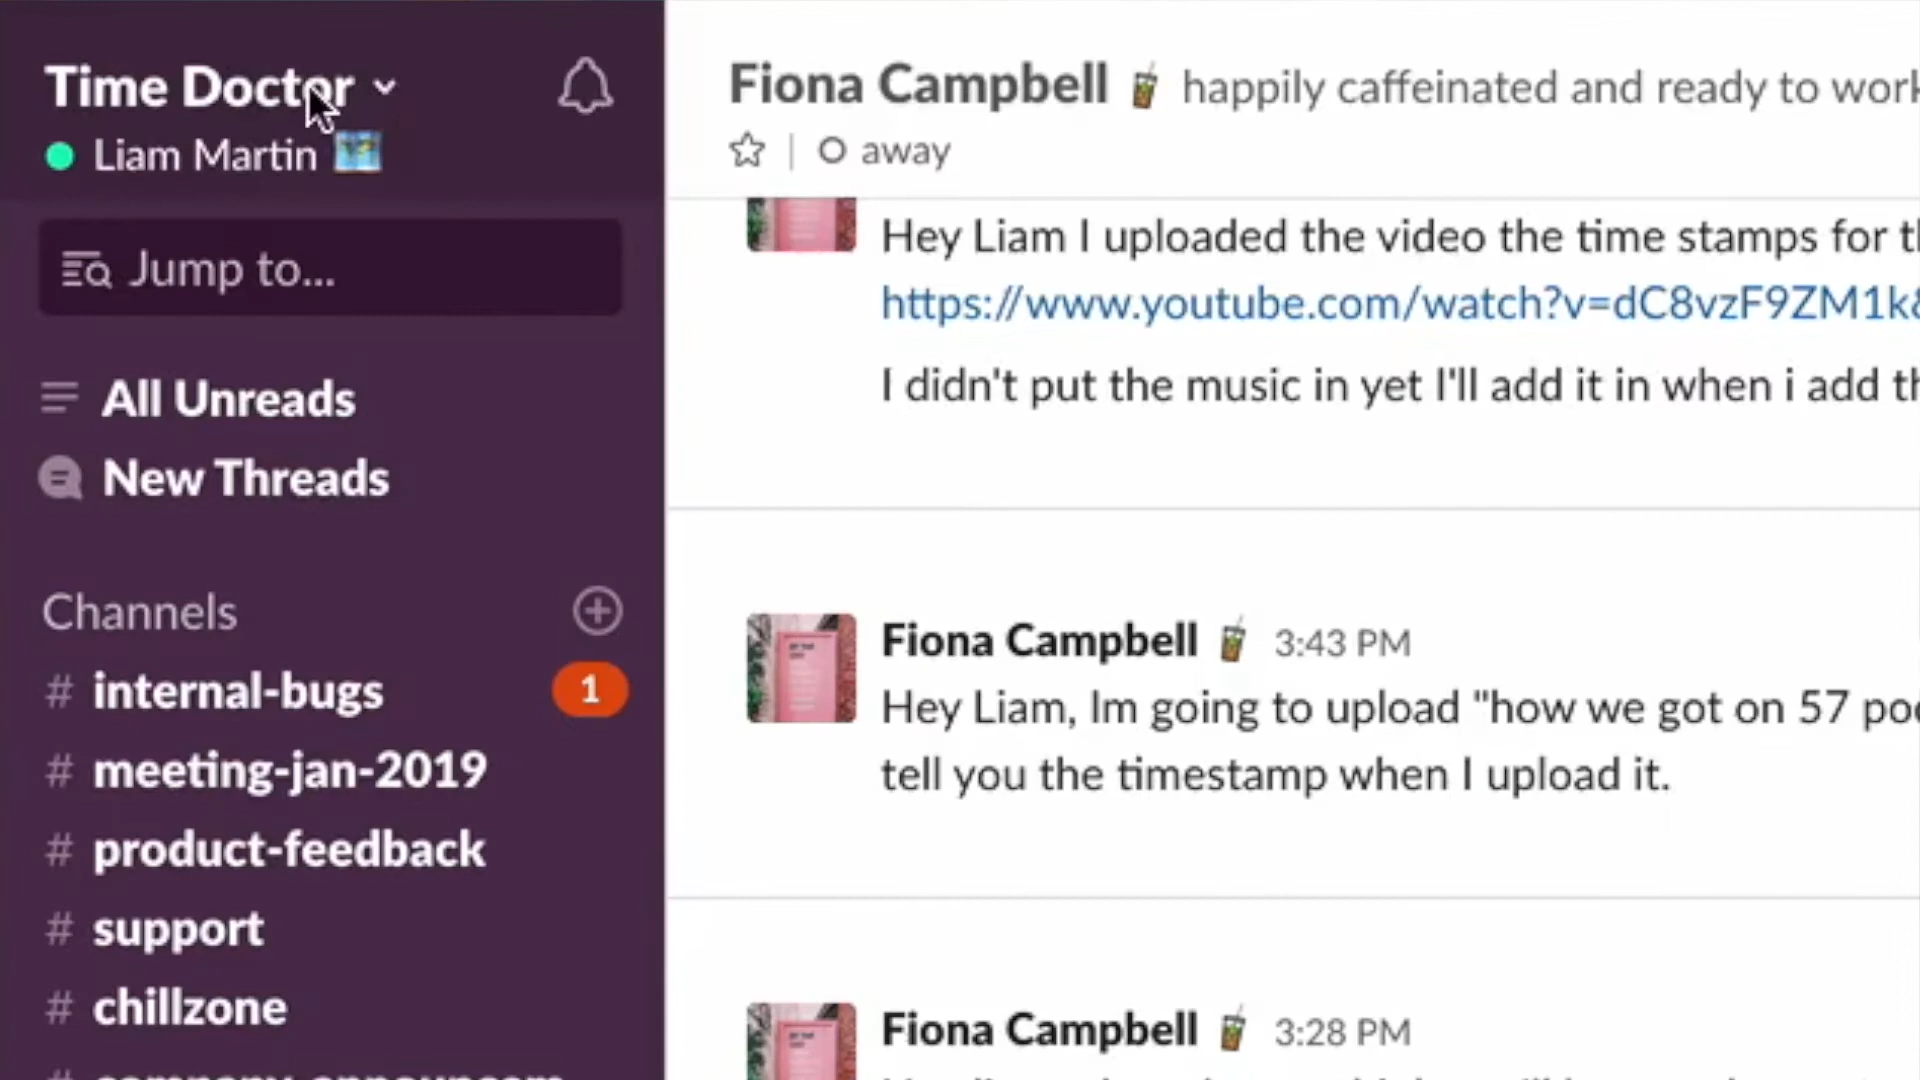 Time Doctor
Liam Martin
Jump to...
All Unreads
New Threads
Channels
# internal-bugs 1
# meeting-jan-2019
# product-feedback
# support
# chillzone
Fiona Campbell happily caffeinated and ready to work
away
Hey Liam I uploaded the video the time stamps for
https://www.youtube.com/watch?v=dC8vzF9ZM1k&
I didn't put the music in yet I'll add it in when i add
Fiona Campbell 3:43 PM
Hey Liam, Im going to upload "how we got on 57
tell you the timestamp when I upload it.
Fiona Campbell 3:28 PM